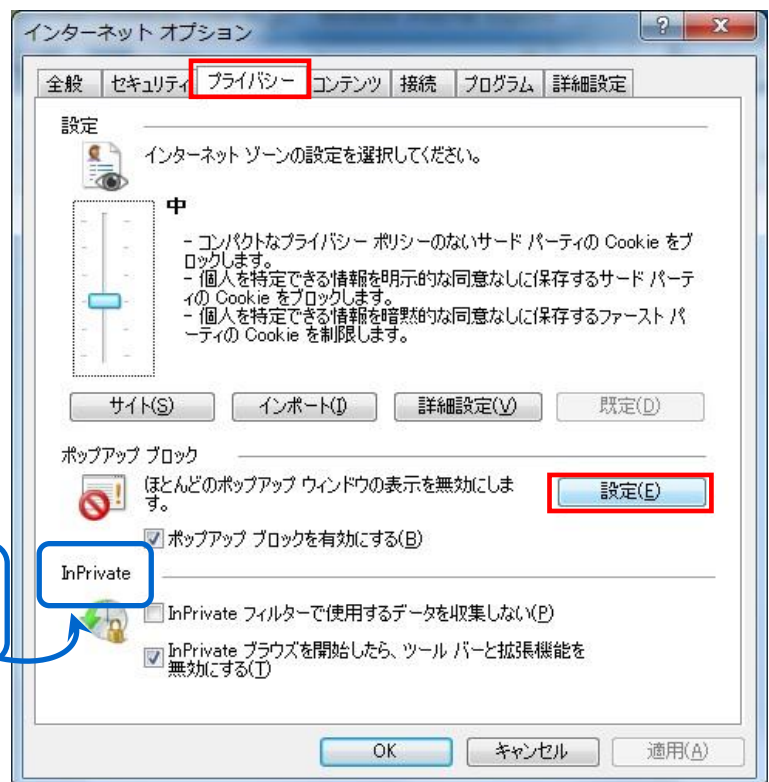 インターネット オプション
全般 セキュリティ プライバシー コンテンツ 接続 プログラム 詳細設定
設定
インターネット ゾーンの設定を選択してください。
中
- コンパクトなプライバシー ポリシーのないサード パーティの Cookie をブ
ロックします。
- 個人を特定できる情報を明示的な同意なしに保存するサード パーテ
ィの Cookie をブロックします。
- 個人を特定できる情報を暗黙的な同意なしに保存するファースト パ
ーティの Cookie を制限します。
サイト(S) インポート(I) 詳細設定(V) 既定(D)
ポップアップ ブロック
ほとんどのポップアップ ウィンドウの表示を無効にしま
す。
設定(E)
ポップアップ ブロックを有効にする(B)
InPrivate
InPrivate フィルターで使用するデータを収集しない(P)
InPrivate ブラウズを開始したら、ツール バーと拡張機能を
無効にする(T)
OK キャンセル 適用(A)